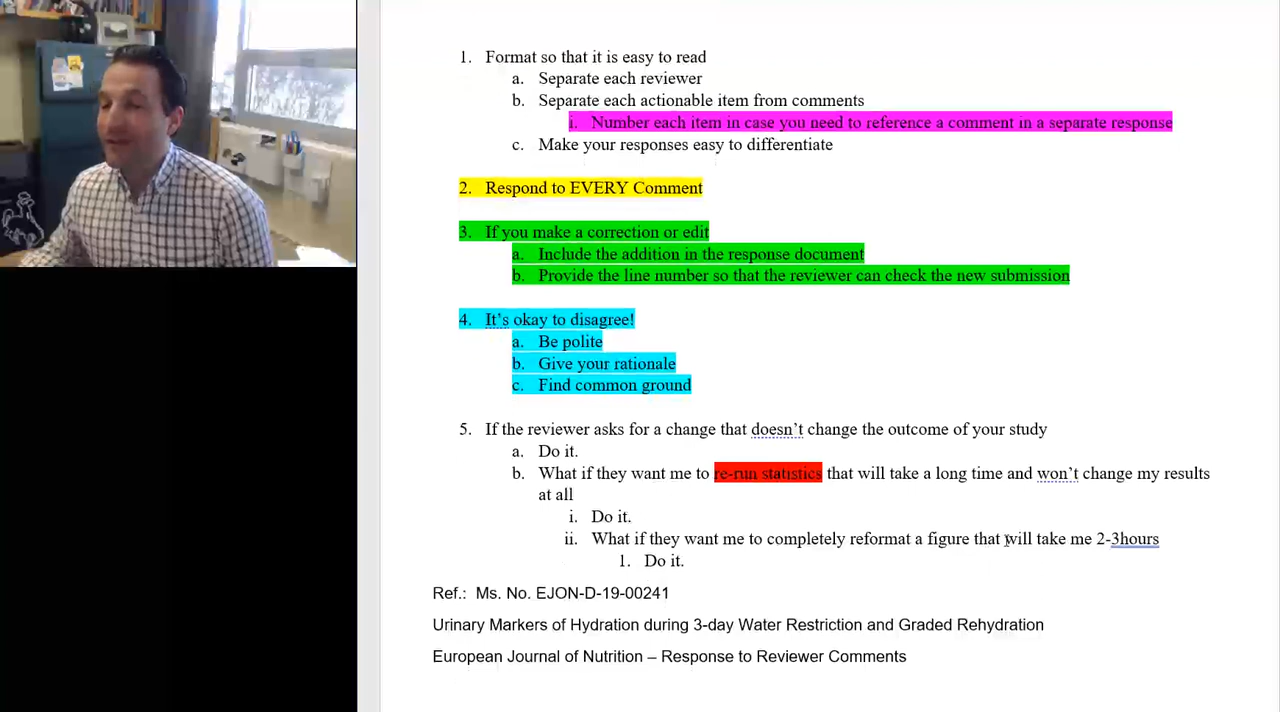 1. Format so that it is easy to read
a. Separate each reviewer
b. Separate each actionable item from comments
i. Number each item in case you need to reference a comment in a separate response
c. Make your responses easy to differentiate
2. Respond to EVERY Comment
3. If you make a correction or edit
a. Include the addition in the response document
b. Provide the line number so that the reviewer can check the new submission
4. It's okay to disagree!
a. Be polite
b. Give your rationale
c. Find common ground
5. If the reviewer asks for a change that doesn't change the outcome of your study
a. Do it.
b. What if they want me to re-run statistics that will take a long time and won't change my results
at all
i. Do it.
ii. What if they want me to completely reformat a figure that will take me 2-3hours
1. Do it.
Ref.: Ms. No. EJON-D-19-00241
Urinary Markers of Hydration during 3-day Water Restriction and Graded Rehydration
European Journal of Nutrition – Response to Reviewer Comments